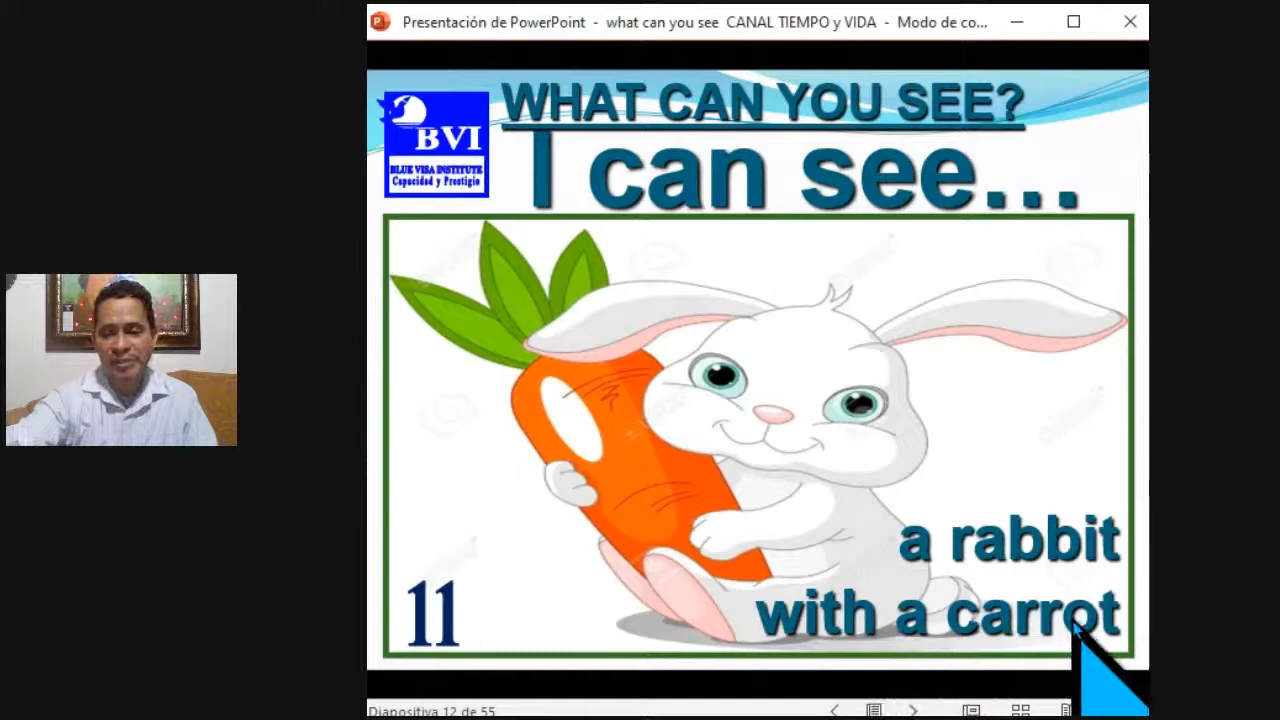 Presentación de PowerPoint - what can you see CANAL TIEMPO y VIDA - Modo de co...
WHAT CAN YOU SEE?
I can see...
BVI
BLUE VISA INSTITUTE
Capacidad y Prestigio
a rabbit
with a carrot
11
Diapositiva 12 de 55